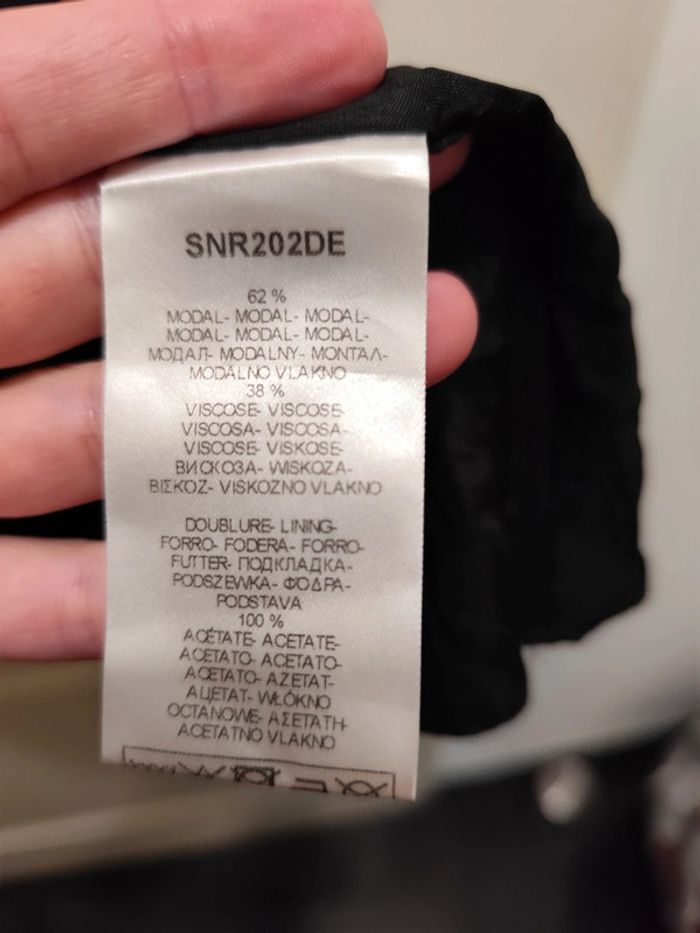 SNR202DE
62 %
MODAL- MODAL- MODAL-
MODAL- MODAL- MODAL-
МОДАЛ- MODALNY- ΜΟΝΤΑΛ-
MODALNO VLAKNO
38 %
VISCOSE- VISCOSE-
VISCOSA- VISCOSA-
VISCOSE- VISKOSE-
ВИСКОЗА- WISKOZA-
ΒΙΣΚΟΖ- VISKOZNO VLAKNO
DOUBLURE- LINING-
FORRO- FODERA- FORRO-
FUTTER- ПОДКЛАДКА-
PODSZEWKA- ΦΟΔΡΑ-
PODSTAVA
100 %
ACÉTATE- ACETATE-
ACETATO- ACETATO-
ACETATO- AZETAT-
АЦЕТАТ- WŁÓKNO
OCTANOWE- ΑΣΕΤΑΤΗ-
ACETATNO VLAKNO